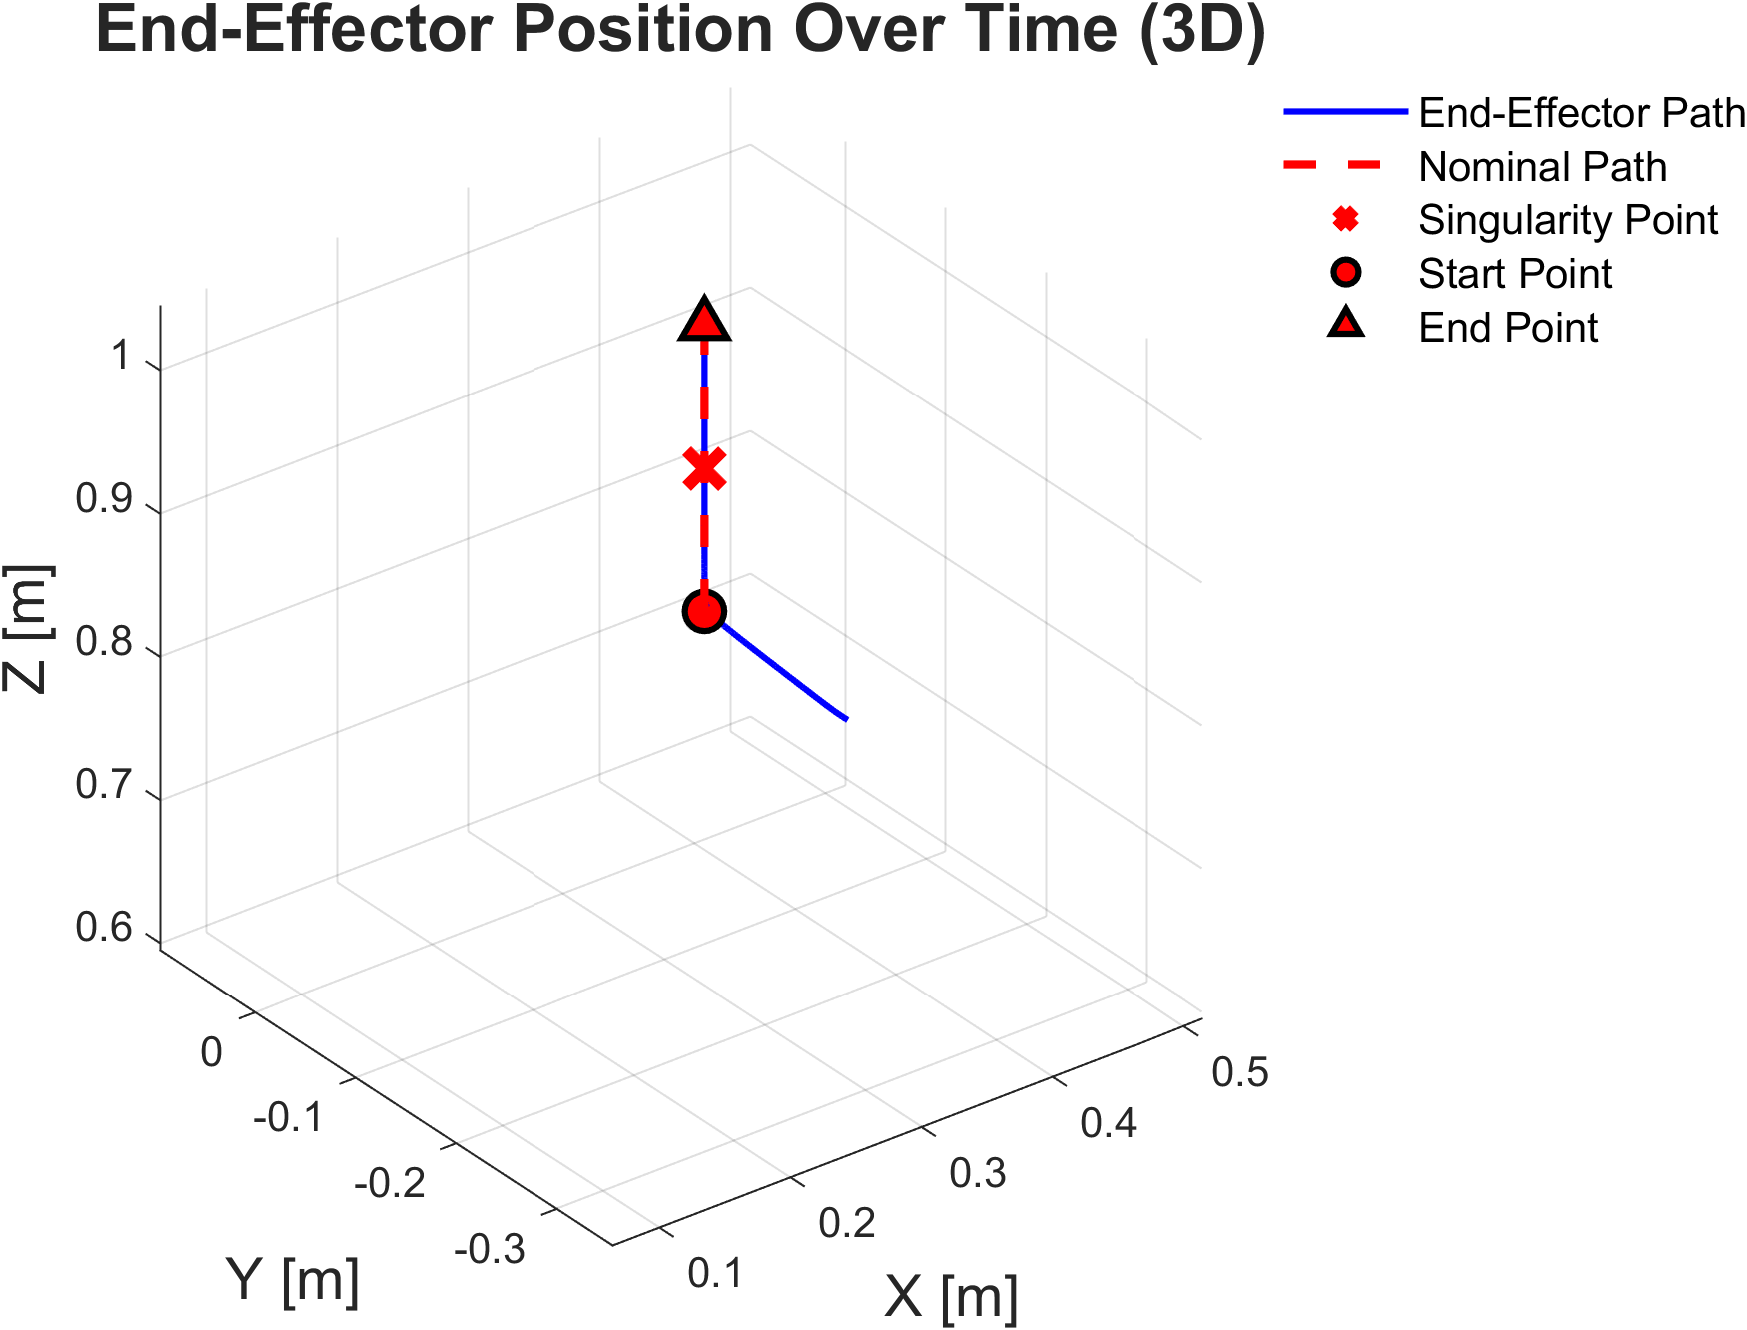 End-Effector Position Over Time (3D)
End-Effector Path
Nominal Path
Singularity Point
Start Point
End Point
1
0.9
0.8
0.7
0.6
Z [m]
0
-0.1
-0.2
-0.3
Y [m]
0.1
0.2
0.3
0.4
0.5
X [m]